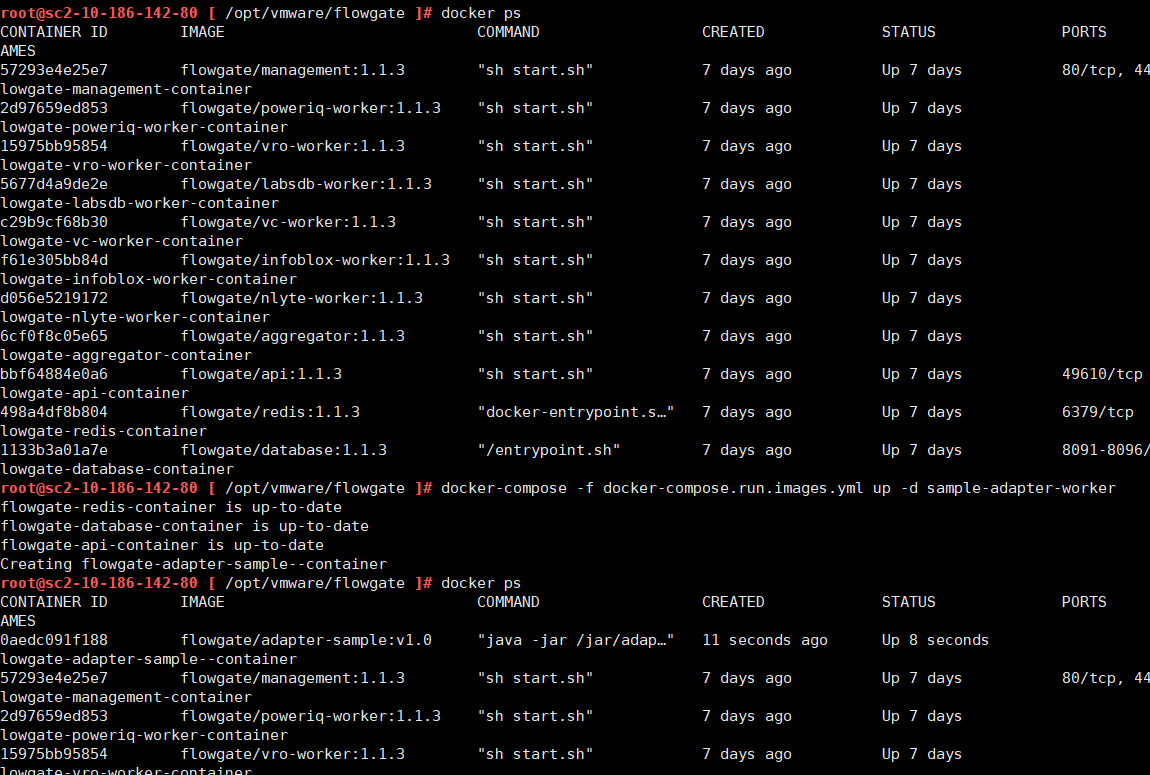 root@sc2-10-186-142-80 [ /opt/vmware/flowgate ]# docker ps
CONTAINER ID        IMAGE                            COMMAND                  CREATED             STATUS              PORTS
AMES
57293e4e25e7        flowgate/management:1.1.3        "sh start.sh"            7 days ago          Up 7 days           80/tcp, 44
lowgate-management-container
2d97659ed853        flowgate/poweriq-worker:1.1.3    "sh start.sh"            7 days ago          Up 7 days
lowgate-poweriq-worker-container
15975bb95854        flowgate/vro-worker:1.1.3        "sh start.sh"            7 days ago          Up 7 days
lowgate-vro-worker-container
5677d4a9de2e        flowgate/labsdb-worker:1.1.3     "sh start.sh"            7 days ago          Up 7 days
lowgate-labsdb-worker-container
c29b9cf68b30        flowgate/vc-worker:1.1.3         "sh start.sh"            7 days ago          Up 7 days
lowgate-vc-worker-container
f61e305bb84d        flowgate/infoblox-worker:1.1.3   "sh start.sh"            7 days ago          Up 7 days
lowgate-infoblox-worker-container
d056e5219172        flowgate/nlyte-worker:1.1.3      "sh start.sh"            7 days ago          Up 7 days
lowgate-nlyte-worker-container
6cf0f8c05e65        flowgate/aggregator:1.1.3        "sh start.sh"            7 days ago          Up 7 days
lowgate-aggregator-container
bbf64884e0a6        flowgate/api:1.1.3               "sh start.sh"            7 days ago          Up 7 days           49610/tcp
lowgate-api-container
498a4df8b804        flowgate/redis:1.1.3             "docker-entrypoint.s…"   7 days ago          Up 7 days           6379/tcp
lowgate-redis-container
1133b3a01a7e        flowgate/database:1.1.3          "/entrypoint.sh"         7 days ago          Up 7 days           8091-8096/
lowgate-database-container
root@sc2-10-186-142-80 [ /opt/vmware/flowgate ]# docker-compose -f docker-compose.run.images.yml up -d sample-adapter-worker
flowgate-redis-container is up-to-date
flowgate-database-container is up-to-date
flowgate-api-container is up-to-date
Creating flowgate-adapter-sample--container
root@sc2-10-186-142-80 [ /opt/vmware/flowgate ]# docker ps
CONTAINER ID        IMAGE                            COMMAND                  CREATED             STATUS              PORTS
AMES
0aedc091f188        flowgate/adapter-sample:v1.0     "java -jar /jar/adap…"   11 seconds ago      Up 8 seconds
lowgate-adapter-sample--container
57293e4e25e7        flowgate/management:1.1.3        "sh start.sh"            7 days ago          Up 7 days           80/tcp, 44
lowgate-management-container
2d97659ed853        flowgate/poweriq-worker:1.1.3    "sh start.sh"            7 days ago          Up 7 days
lowgate-poweriq-worker-container
15975bb95854        flowgate/vro-worker:1.1.3        "sh start.sh"            7 days ago          Up 7 days
lowgate-vro-worker-container